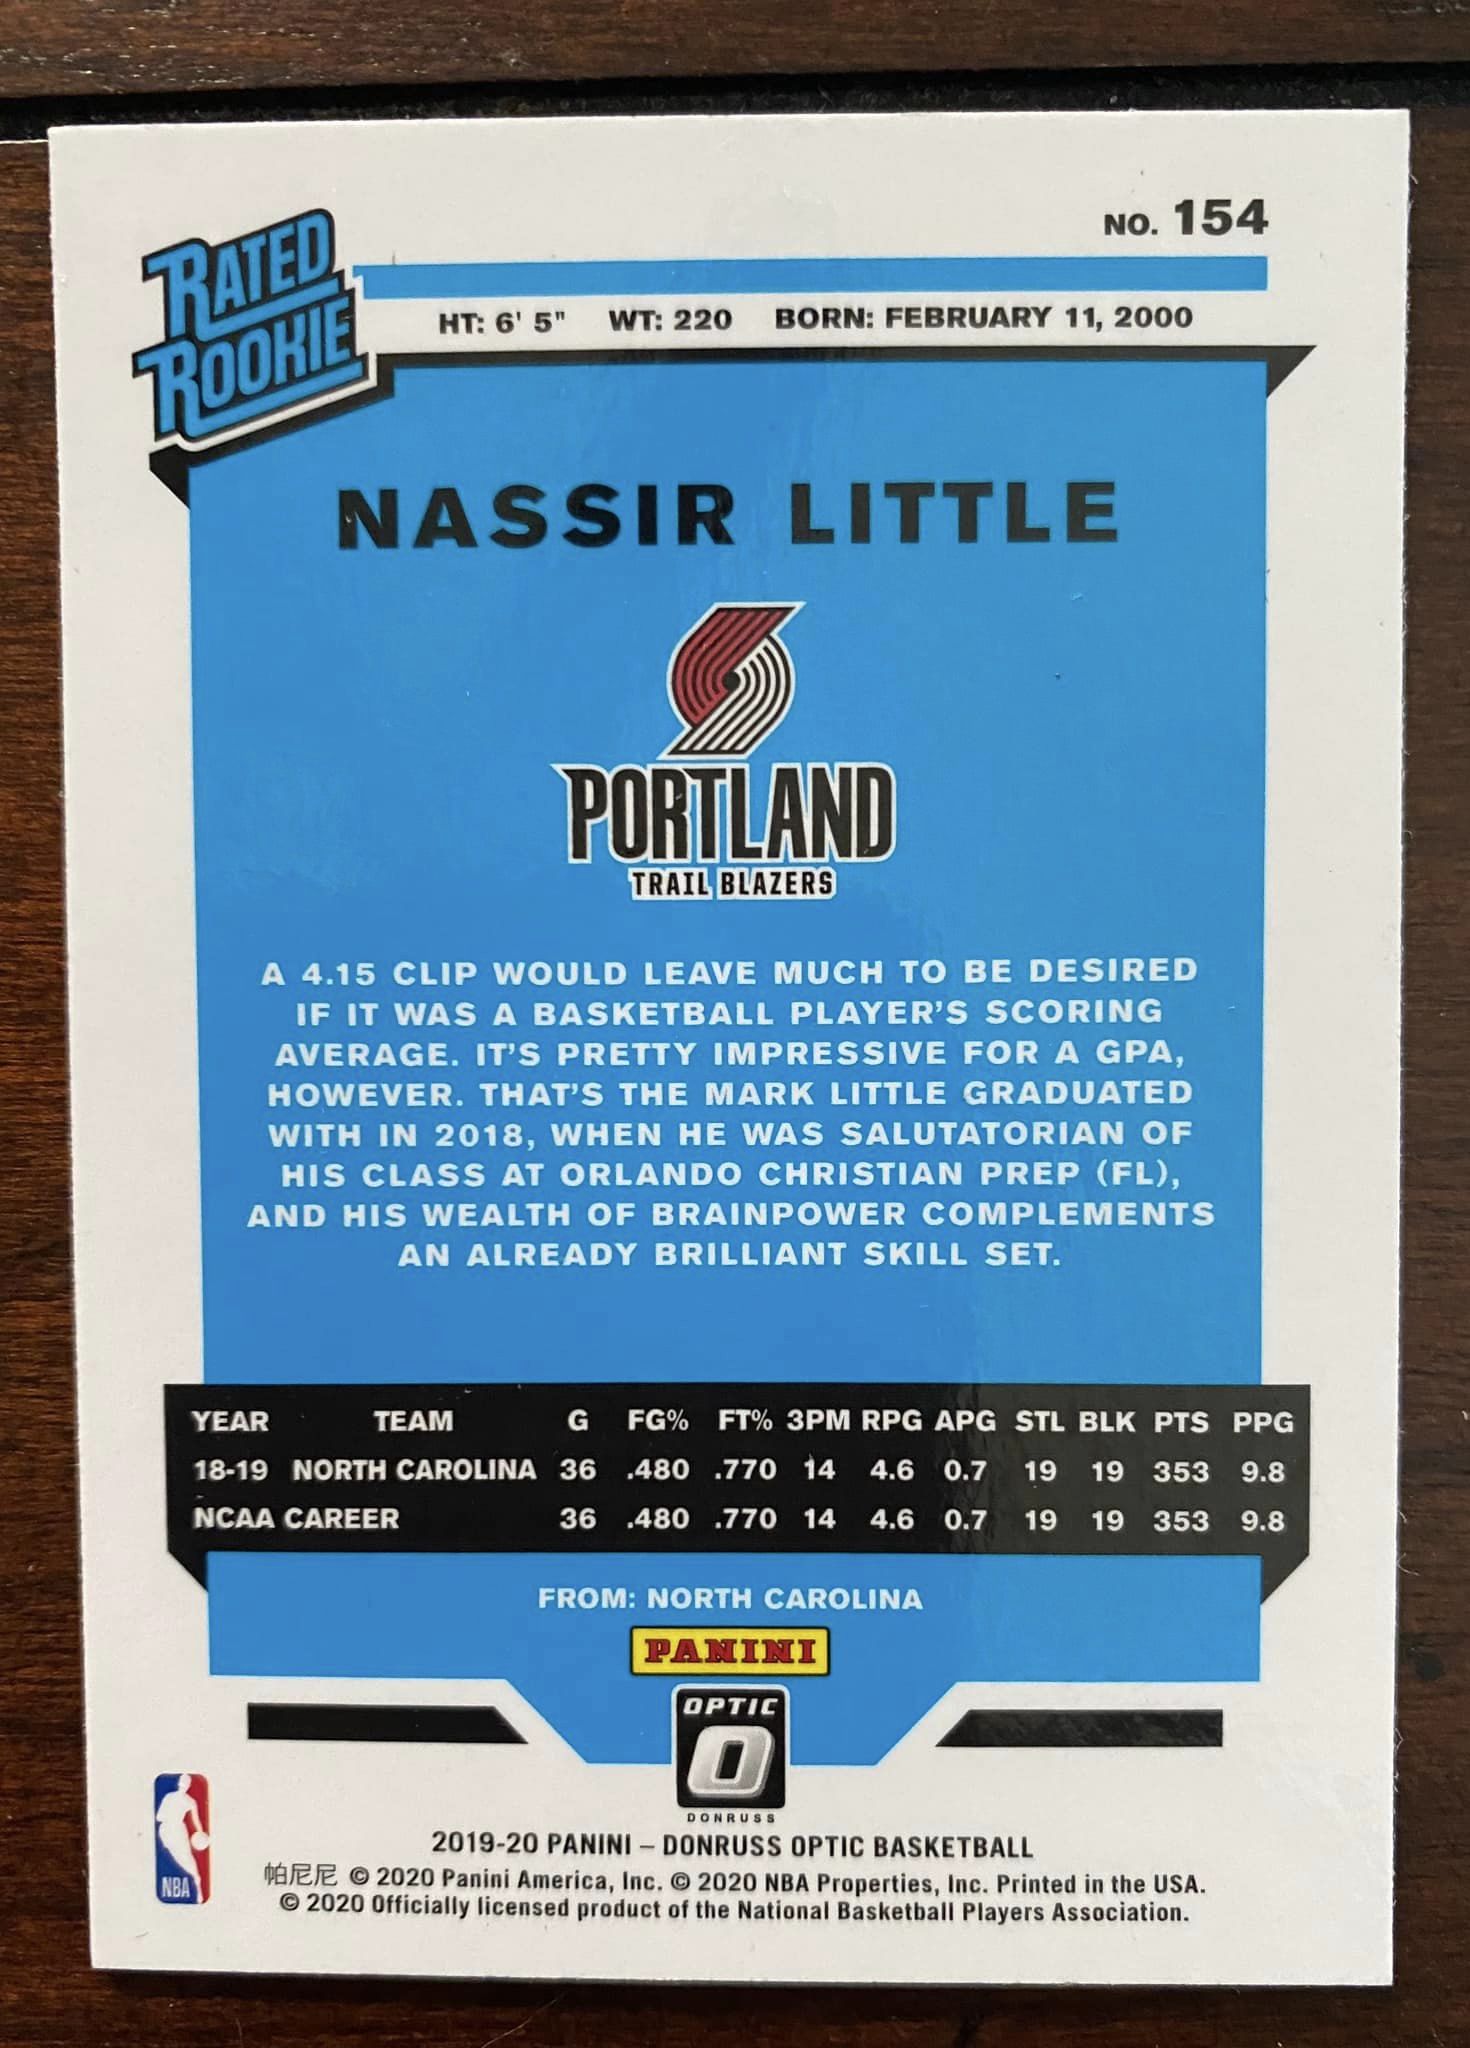 NO. 154
RATED
ROOKIE
HT: 6' 5" WT: 220 BORN: FEBRUARY 11, 2000
NASSIR LITTLE
PORTLAND
TRAIL BLAZERS
A 4.15 CLIP WOULD LEAVE MUCH TO BE DESIRED
IF IT WAS A BASKETBALL PLAYER'S SCORING
AVERAGE. IT'S PRETTY IMPRESSIVE FOR A GPA,
HOWEVER. THAT'S THE MARK LITTLE GRADUATED
WITH IN 2018, WHEN HE WAS SALUTATORIAN OF
HIS CLASS AT ORLANDO CHRISTIAN PREP (FL),
AND HIS WEALTH OF BRAINPOWER COMPLEMENTS
AN ALREADY BRILLIANT SKILL SET.
YEAR TEAM G FG% FT% 3PM RPG APG STL BLK PTS PPG
18-19 NORTH CAROLINA 36 .480 .770 14 4.6 0.7 19 19 353 9.8
NCAA CAREER 36 .480 .770 14 4.6 0.7 19 19 353 9.8
FROM: NORTH CAROLINA
PANINI
OPTIC
O
DONRUSS
NBA
2019-20 PANINI – DONRUSS OPTIC BASKETBALL
帕尼尼 © 2020 Panini America, Inc. © 2020 NBA Properties, Inc. Printed in the USA.
© 2020 Officially licensed product of the National Basketball Players Association.